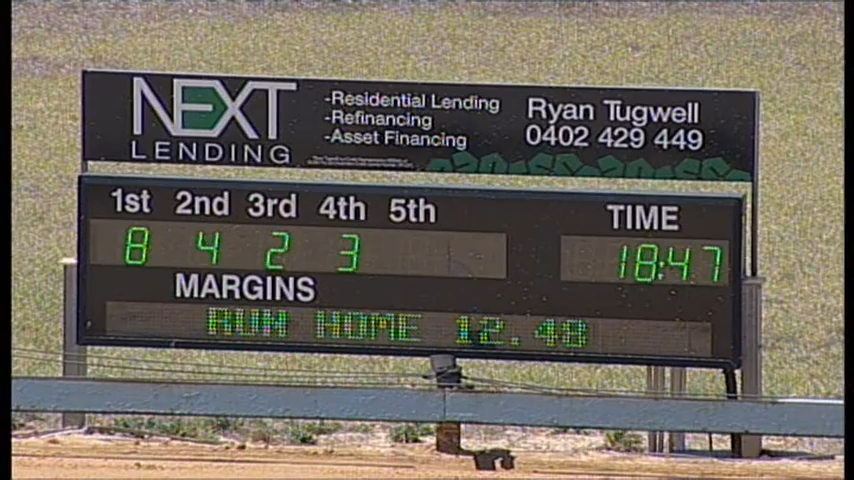 NEXT
LENDING
-Residential Lending
-Refinancing
-Asset Financing
Ryan Tugwell
0402 429 449
1st 2nd 3rd 4th 5th TIME
8 4 2 3 18:47
MARGINS
RUN HOME 12.48